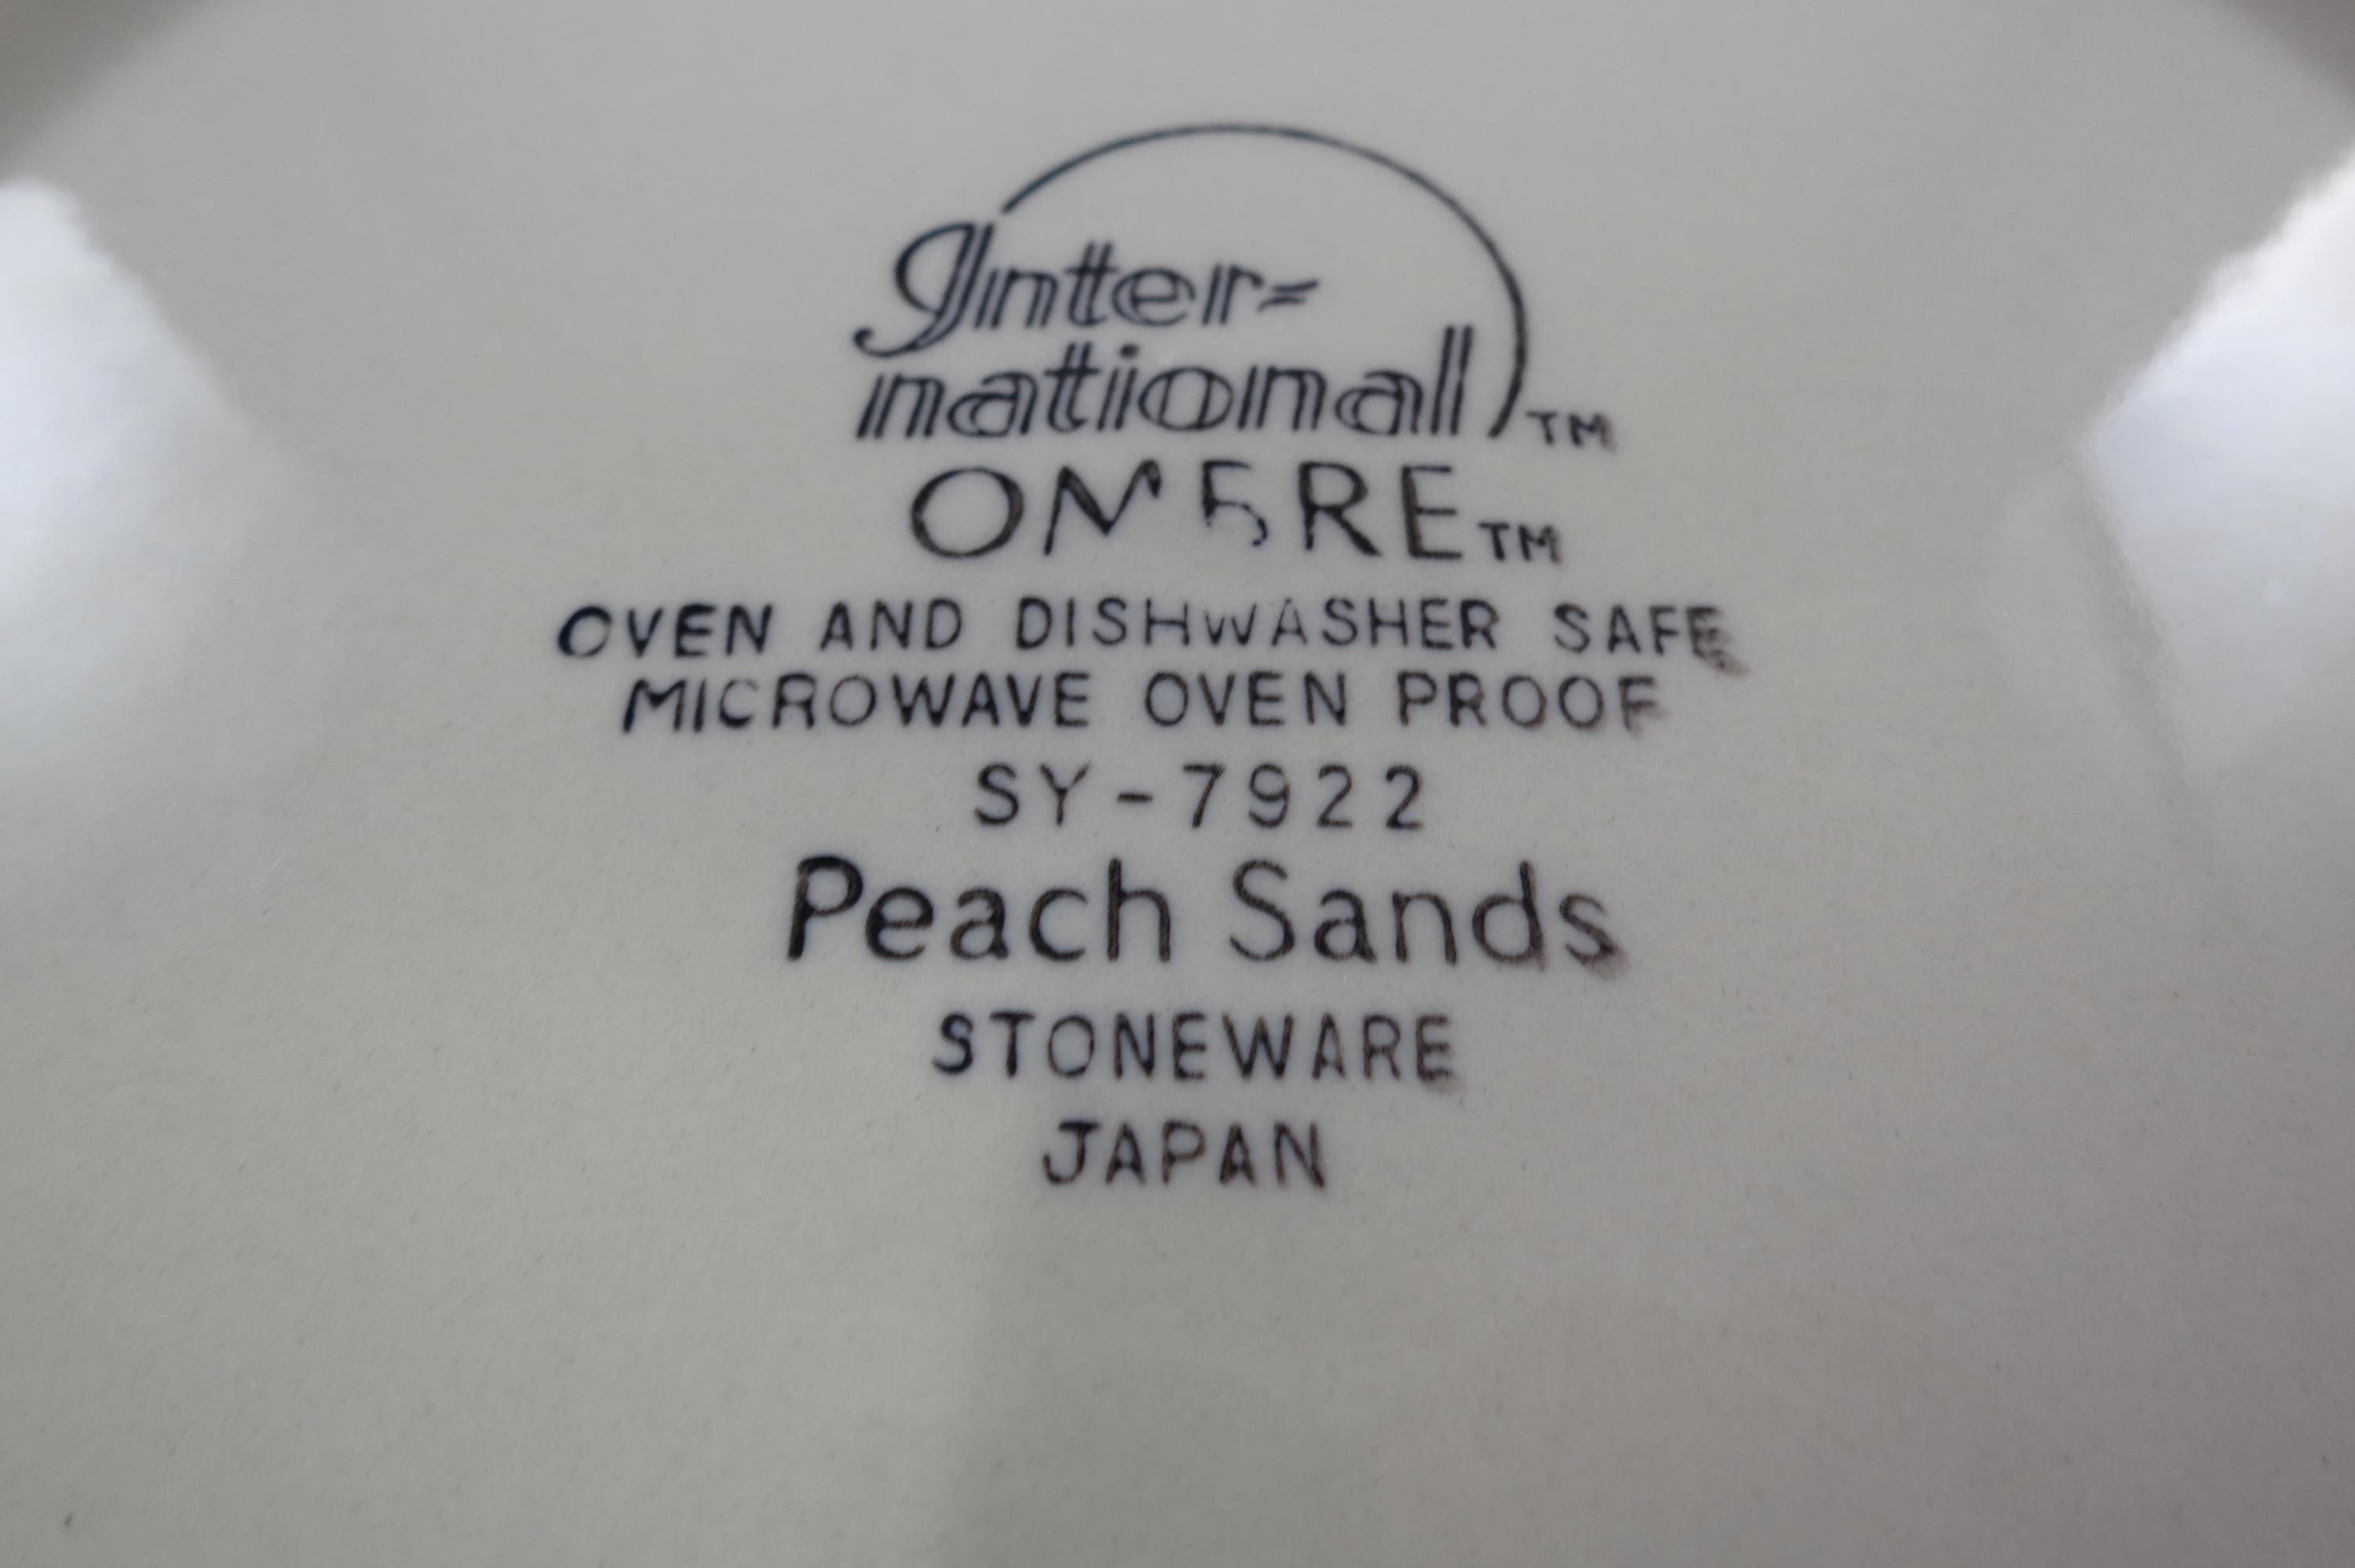 Inter-
national TM
OMBRE TM
OVEN AND DISHWASHER SAFE
MICROWAVE OVEN PROOF
SY-7922
Peach Sands
STONEWARE
JAPAN